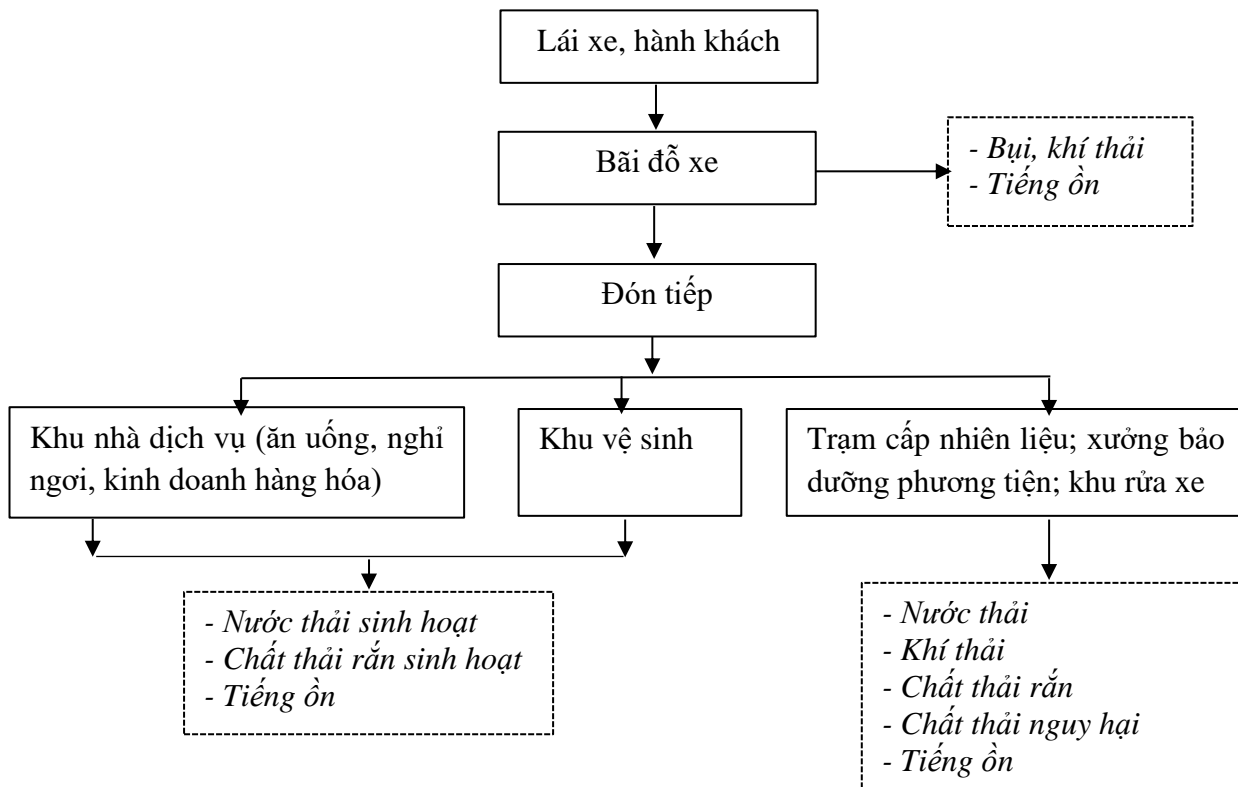 Lái xe, hành khách
Bãi đỗ xe
- Bụi, khí thải
- Tiếng ồn
Đón tiếp
Khu nhà dịch vụ (ăn uống, nghỉ
ngơi, kinh doanh hàng hóa)
Khu vệ sinh
Trạm cấp nhiên liệu; xưởng bảo
dưỡng phương tiện; khu rửa xe
- Nước thải sinh hoạt
- Chất thải rắn sinh hoạt
- Tiếng ồn
- Nước thải
- Khí thải
- Chất thải rắn
- Chất thải nguy hại
- Tiếng ồn